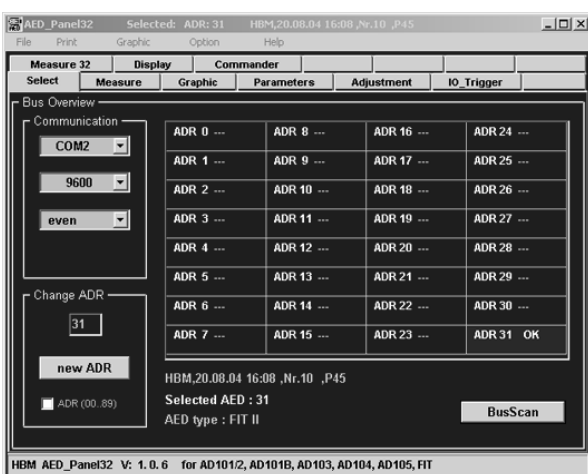 AED_Panel32 Selected: ADR: 31 HBM,20.08.04 16:08 ,Nr.10 ,P45
File Print Graphic Option Help
Measure 32 Display Commander
Select Measure Graphic Parameters Adjustment IO_Trigger
Bus Overview
Communication
COM2
9600
even
ADR 0 --- ADR 8 --- ADR 16 --- ADR 24 ---
ADR 1 --- ADR 9 --- ADR 17 --- ADR 25 ---
ADR 2 --- ADR 10 --- ADR 18 --- ADR 26 ---
ADR 3 --- ADR 11 --- ADR 19 --- ADR 27 ---
ADR 4 --- ADR 12 --- ADR 20 --- ADR 28 ---
ADR 5 --- ADR 13 --- ADR 21 --- ADR 29 ---
ADR 6 --- ADR 14 --- ADR 22 --- ADR 30 ---
ADR 7 --- ADR 15 --- ADR 23 --- ADR 31 OK
Change ADR
31
new ADR
ADR (00..89)
HBM,20.08.04 16:08 ,Nr.10 ,P45
Selected AED : 31
AED type : FIT II
BusScan
HBM AED_Panel32 V: 1. 0. 6 for AD101/2, AD101B, AD103, AD104, AD105, FIT